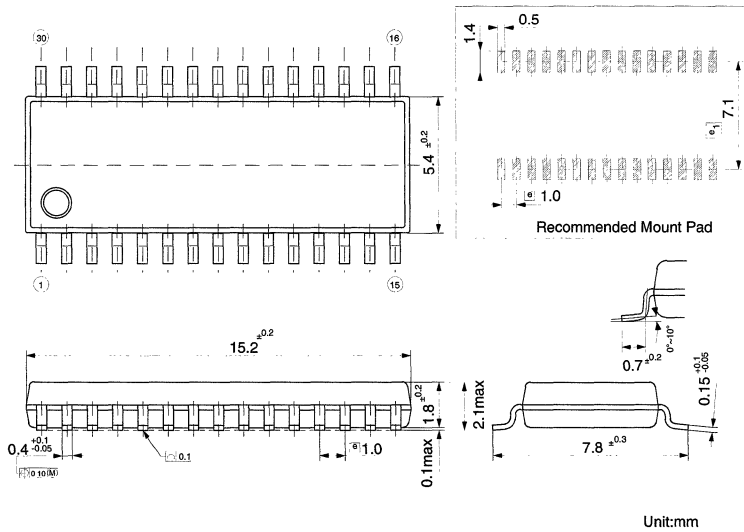 30
16
5.4 ±0.2
1
15
1.4
0.5
7.1
e1
e 1.0
Recommended Mount Pad
0.7 ±0.2
0°~10°
15.2 ±0.2
1.8 ±0.2
2.1max
0.1max
0.4 +0.1 -0.05
0.10 (M)
0.1
e 1.0
7.8 ±0.3
0.15 +0.1 -0.05
Unit:mm